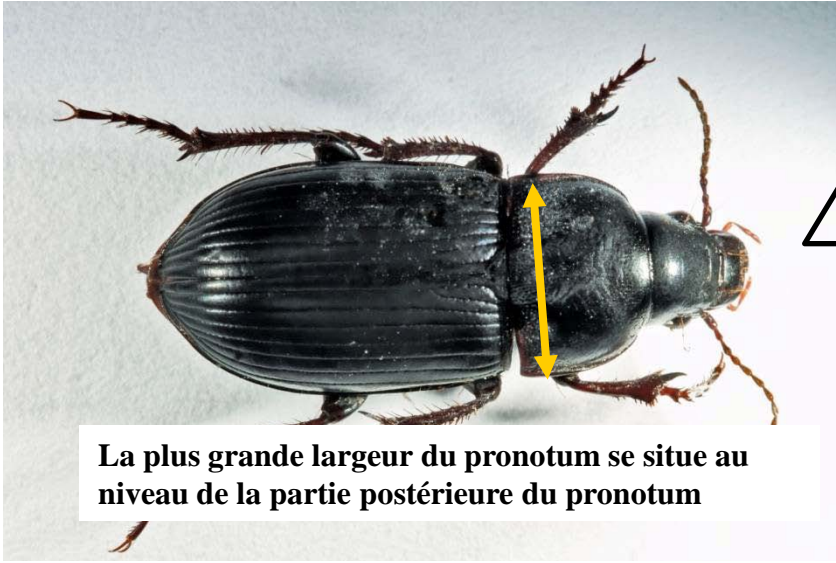 La plus grande largeur du pronotum se situe au
niveau de la partie postérieure du pronotum